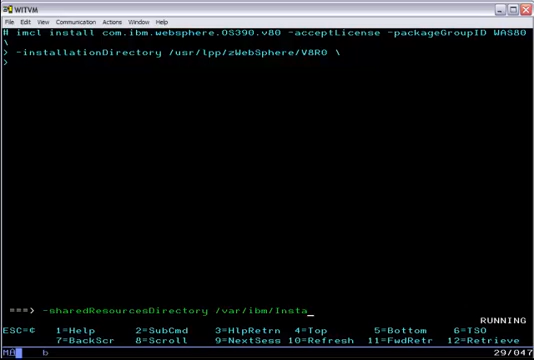 WITVM
File Edit View Communication Actions Window Help
# imcl install com.ibm.websphere.OS390.v80 -acceptLicense -packageGroupID WAS80
\
> -installationDirectory /usr/lpp/zWebSphere/V8R0 \
>
===> -sharedResourcesDirectory /var/ibm/Insta_
RUNNING
ESC=¢ 1=Help 2=SubCmd 3=HlpRetrn 4=Top 5=Bottom 6=TSO
7=BackScr 8=Scroll 9=NextSess 10=Refresh 11=FwdRetr 12=Retrieve
b 29/047